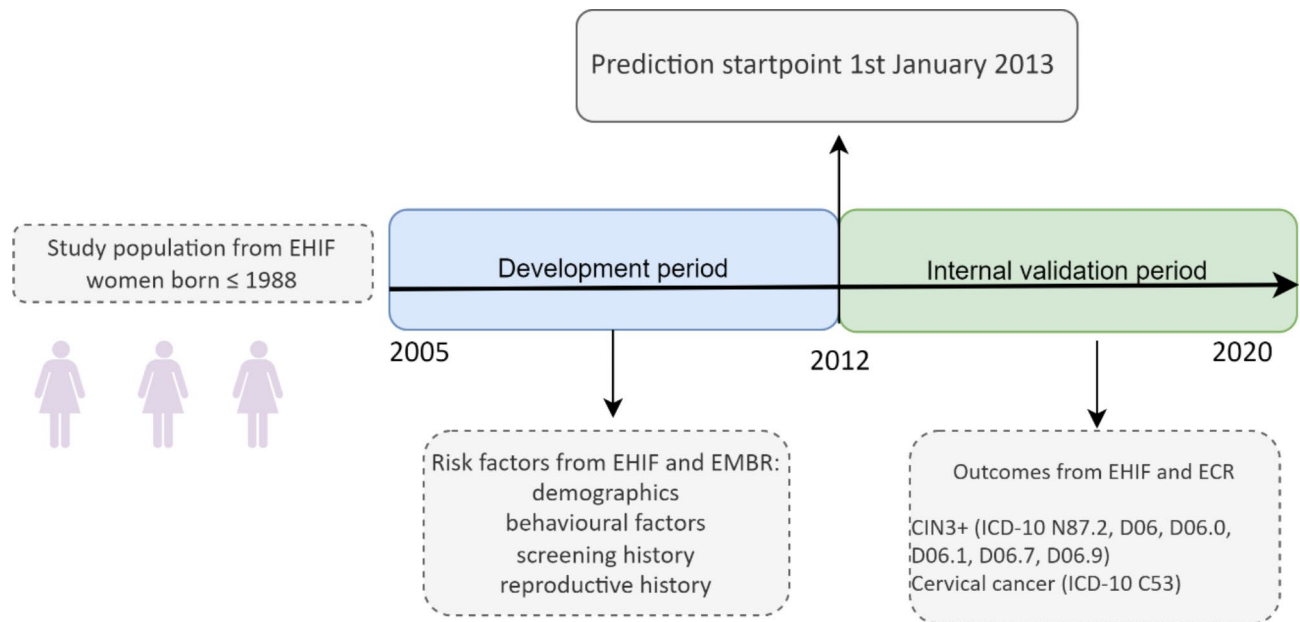 Prediction startpoint 1st January 2013
Study population from EHIF
women born ≤ 1988
Development period
Internal validation period
2005
2012
2020
Risk factors from EHIF and EMBR:
demographics
behavioural factors
screening history
reproductive history
Outcomes from EHIF and ECR
CIN3+ (ICD-10 N87.2, D06, D06.0,
D06.1, D06.7, D06.9)
Cervical cancer (ICD-10 C53)